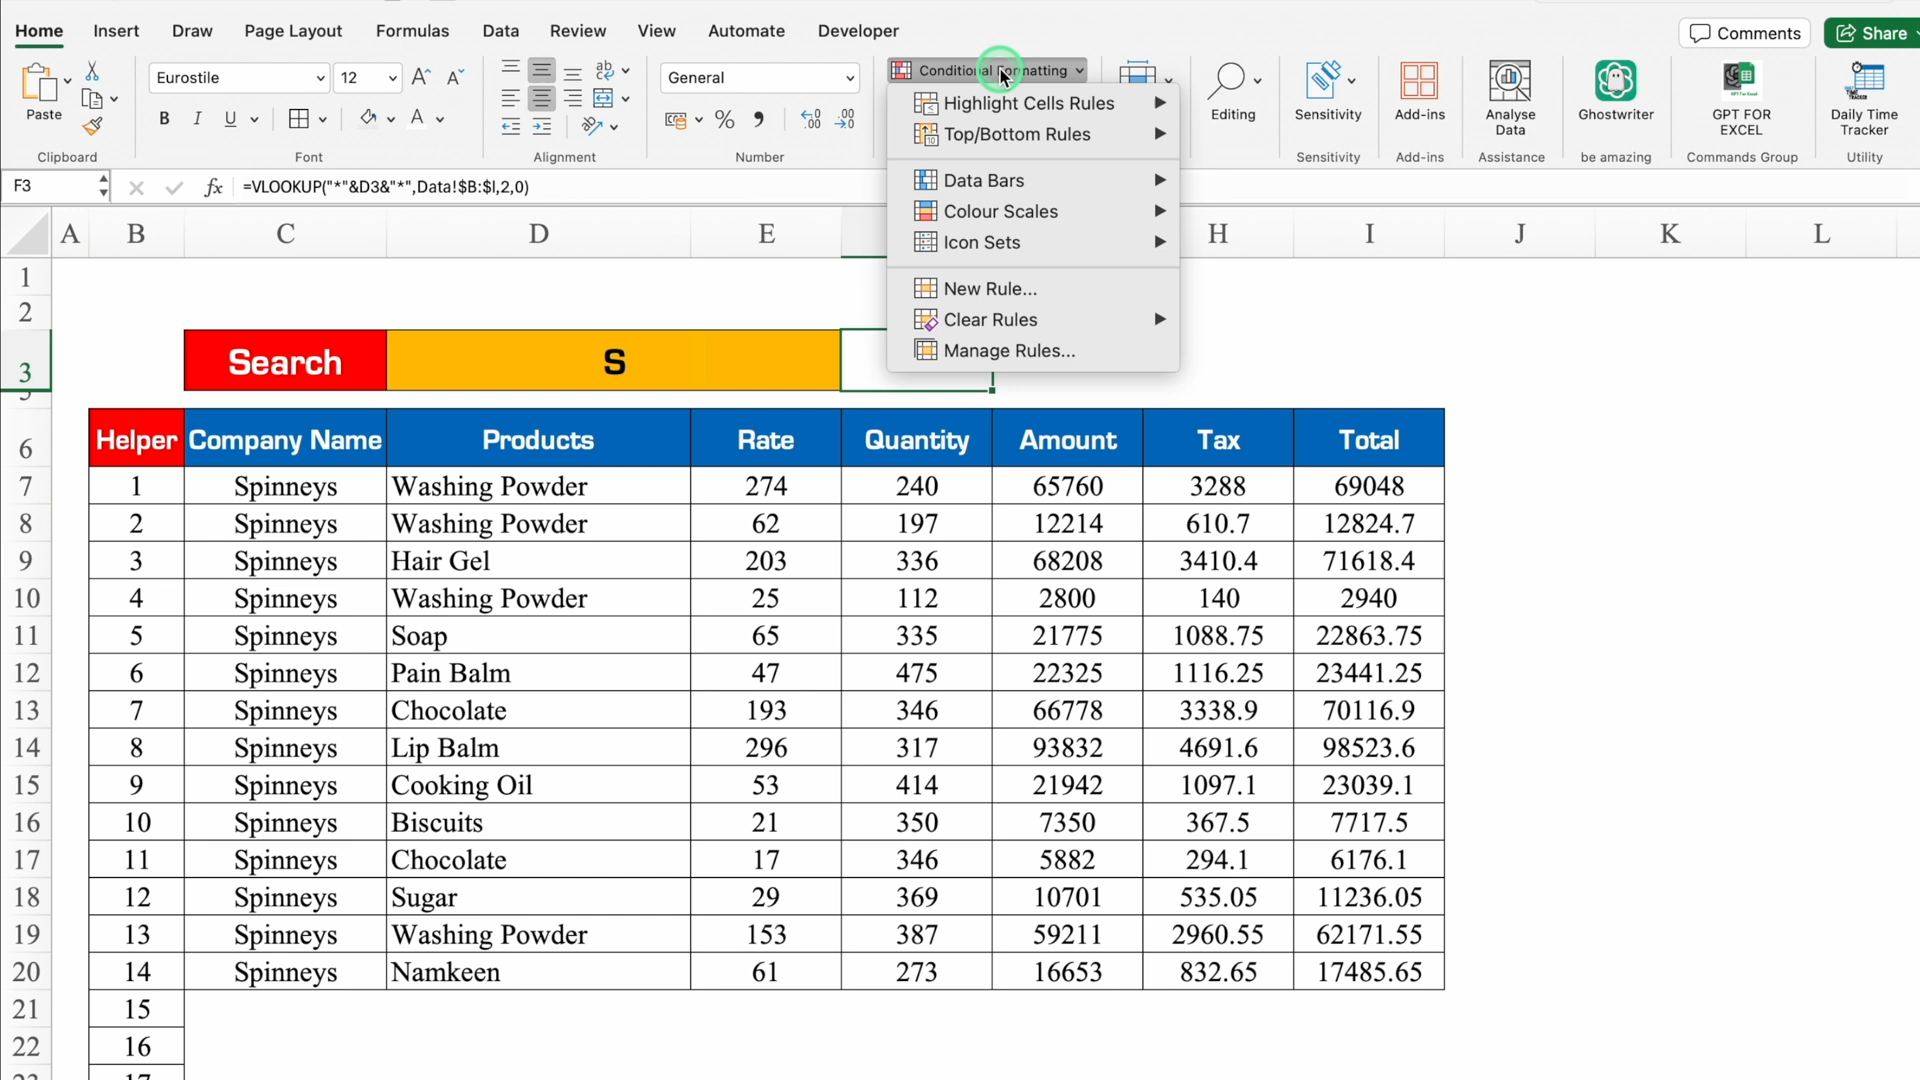 Home Insert Draw Page Layout Formulas Data Review View Automate Developer Comments Share
Eurostile 12 General Conditional Formatting
Paste B I U Editing Sensitivity Add-ins Analyse Data Ghostwriter GPT FOR EXCEL Daily Time Tracker
Clipboard Font Alignment Number Sensitivity Add-ins Assistance be amazing Commands Group Utility
Highlight Cells Rules
Top/Bottom Rules
Data Bars
Colour Scales
Icon Sets
New Rule...
Clear Rules
Manage Rules...
F3 fx =VLOOKUP("*"&D3&"*",Data!$B:$I,2,0)
A B C D E H I J K L
1
2
3 Search S
6 Helper Company Name Products Rate Quantity Amount Tax Total
7 1 Spinneys Washing Powder 274 240 65760 3288 69048
8 2 Spinneys Washing Powder 62 197 12214 610.7 12824.7
9 3 Spinneys Hair Gel 203 336 68208 3410.4 71618.4
10 4 Spinneys Washing Powder 25 112 2800 140 2940
11 5 Spinneys Soap 65 335 21775 1088.75 22863.75
12 6 Spinneys Pain Balm 47 475 22325 1116.25 23441.25
13 7 Spinneys Chocolate 193 346 66778 3338.9 70116.9
14 8 Spinneys Lip Balm 296 317 93832 4691.6 98523.6
15 9 Spinneys Cooking Oil 53 414 21942 1097.1 23039.1
16 10 Spinneys Biscuits 21 350 7350 367.5 7717.5
17 11 Spinneys Chocolate 17 346 5882 294.1 6176.1
18 12 Spinneys Sugar 29 369 10701 535.05 11236.05
19 13 Spinneys Washing Powder 153 387 59211 2960.55 62171.55
20 14 Spinneys Namkeen 61 273 16653 832.65 17485.65
21 15
22 16